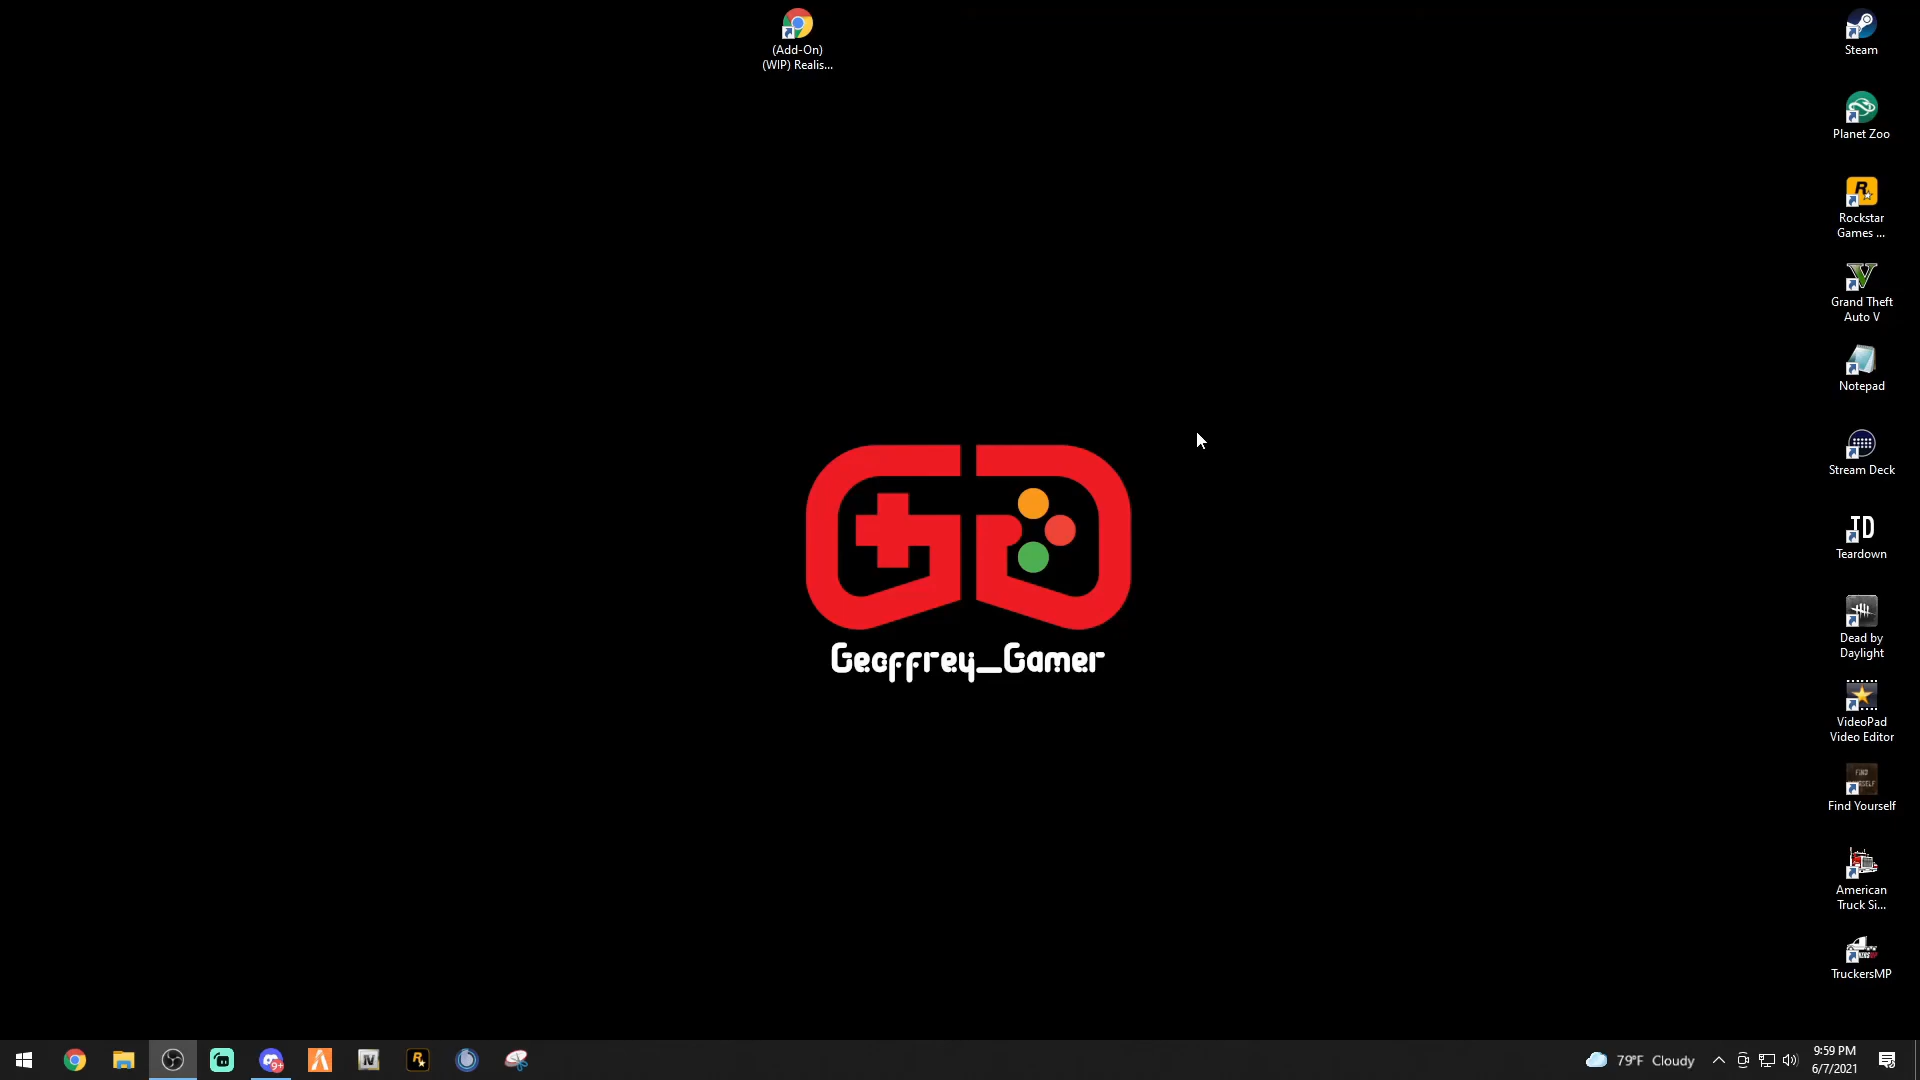 (Add-On)
(WIP) Realis...
Steam
Planet Zoo
Rockstar
Games ...
Grand Theft
Auto V
Notepad
Stream Deck
Teardown
Dead by
Daylight
VideoPad
Video Editor
Find Yourself
American
Truck Si...
TruckersMP
Geoffrey_Gamer
79°F Cloudy
9:59 PM
6/7/2021